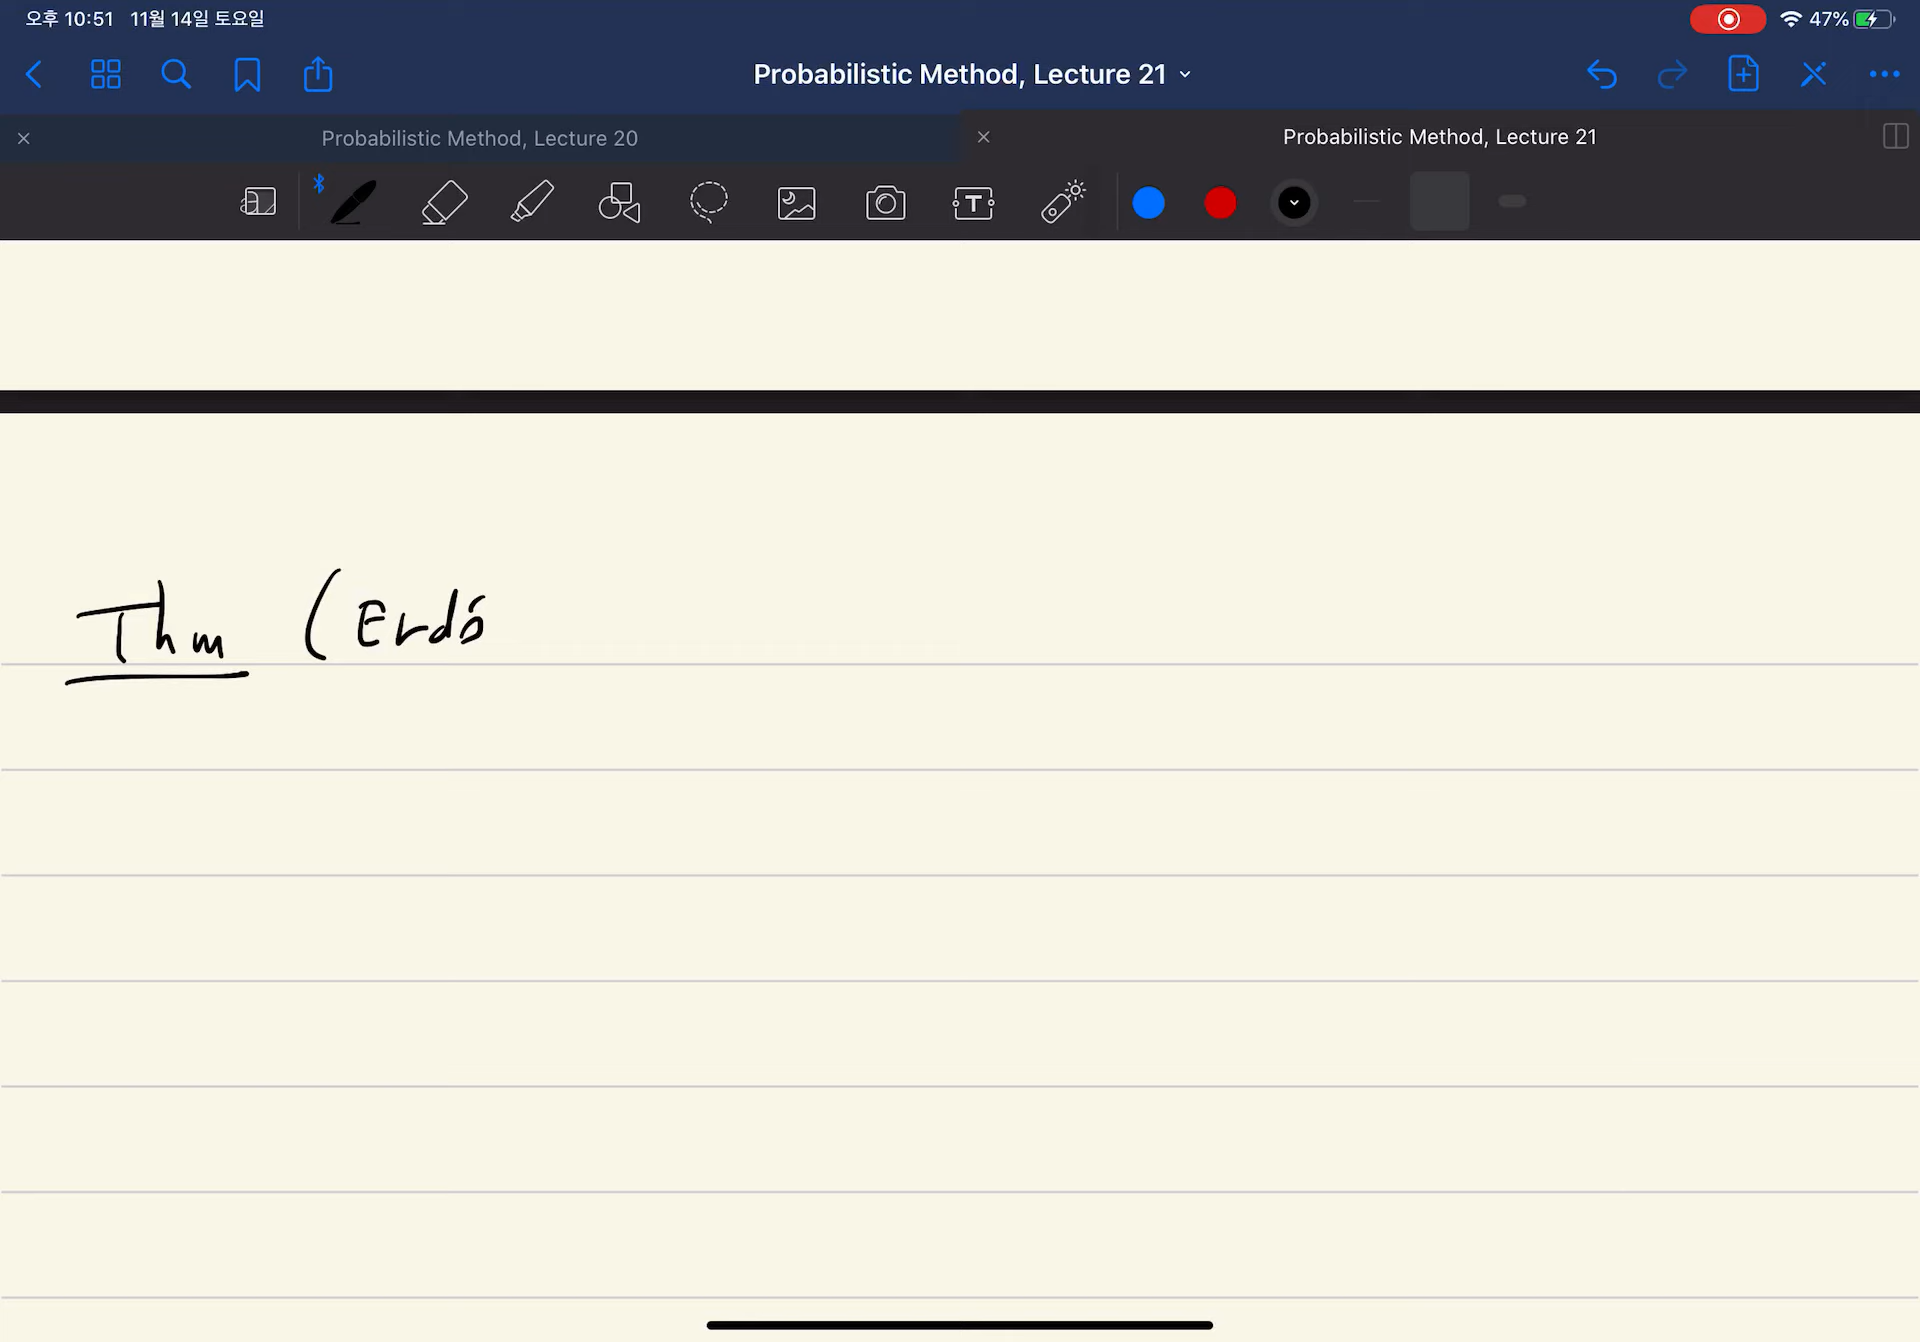 오후 10:51 11월 14일 토요일 47%
Probabilistic Method, Lecture 21
Probabilistic Method, Lecture 20 Probabilistic Method, Lecture 21
Thm (Erdő